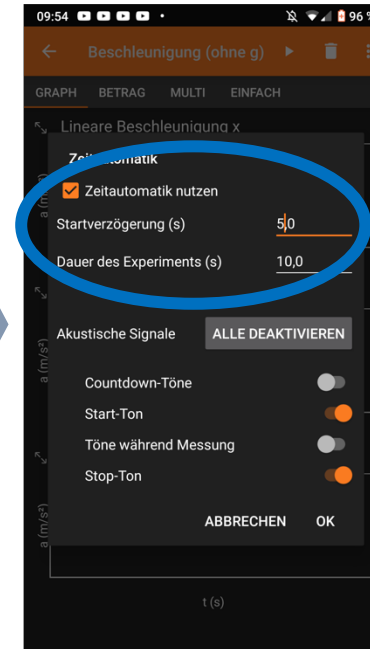 09:54 96 %
Beschleunigung (ohne g)
GRAPH BETRAG MULTI EINFACH
Lineare Beschleunigung x
Zeitautomatik
Zeitautomatik nutzen
Startverzögerung (s) 5,0
Dauer des Experiments (s) 10,0
Akustische Signale ALLE DEAKTIVIEREN
Countdown-Töne
Start-Ton
Töne während Messung
Stop-Ton
ABBRECHEN OK
a (m/s²)
a (m/s²)
t (s)